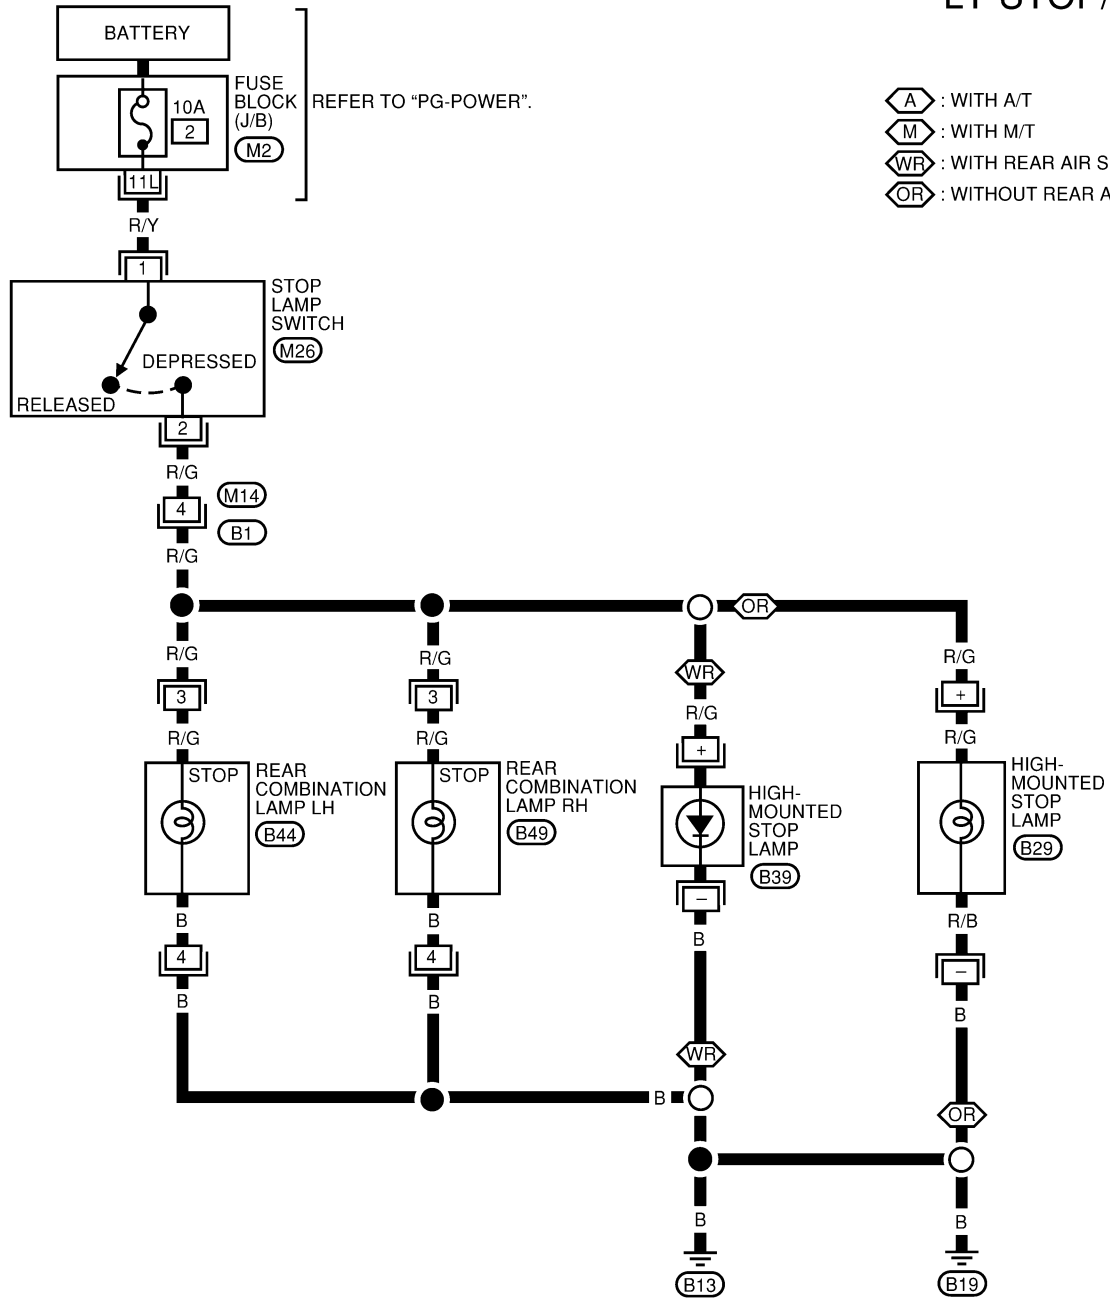 BATTERY
FUSE
BLOCK
(J/B)
M2
10A
2
REFER TO “PG-POWER”.
11L
R/Y
1
A : WITH A/T
M : WITH M/T
WR : WITH REAR AIR S
OR : WITHOUT REAR A
STOP
LAMP
SWITCH
M26
DEPRESSED
RELEASED
2
R/G
4
M14
B1
R/G
OR
R/G
3
R/G
R/G
3
R/G
WR
R/G
+
R/G
+
R/G
STOP
REAR
COMBINATION
LAMP LH
B44
STOP
REAR
COMBINATION
LAMP RH
B49
HIGH-
MOUNTED
STOP
LAMP
B39
HIGH-
MOUNTED
STOP
LAMP
B29
B
4
B
B
4
B
–
B
WR
R/B
–
B
OR
B
B
B13
B
B19